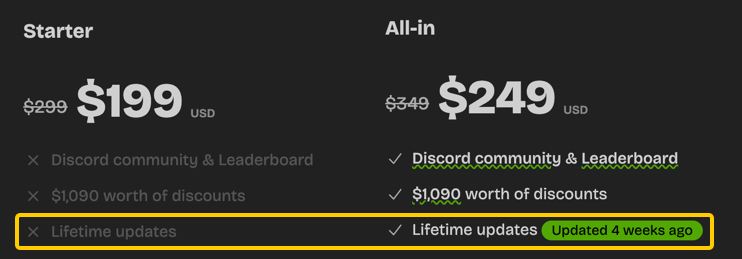 Starter
$299 $199 USD
Discord community & Leaderboard
$1,090 worth of discounts
Lifetime updates
All-in
$349 $249 USD
Discord community & Leaderboard
$1,090 worth of discounts
Lifetime updates Updated 4 weeks ago